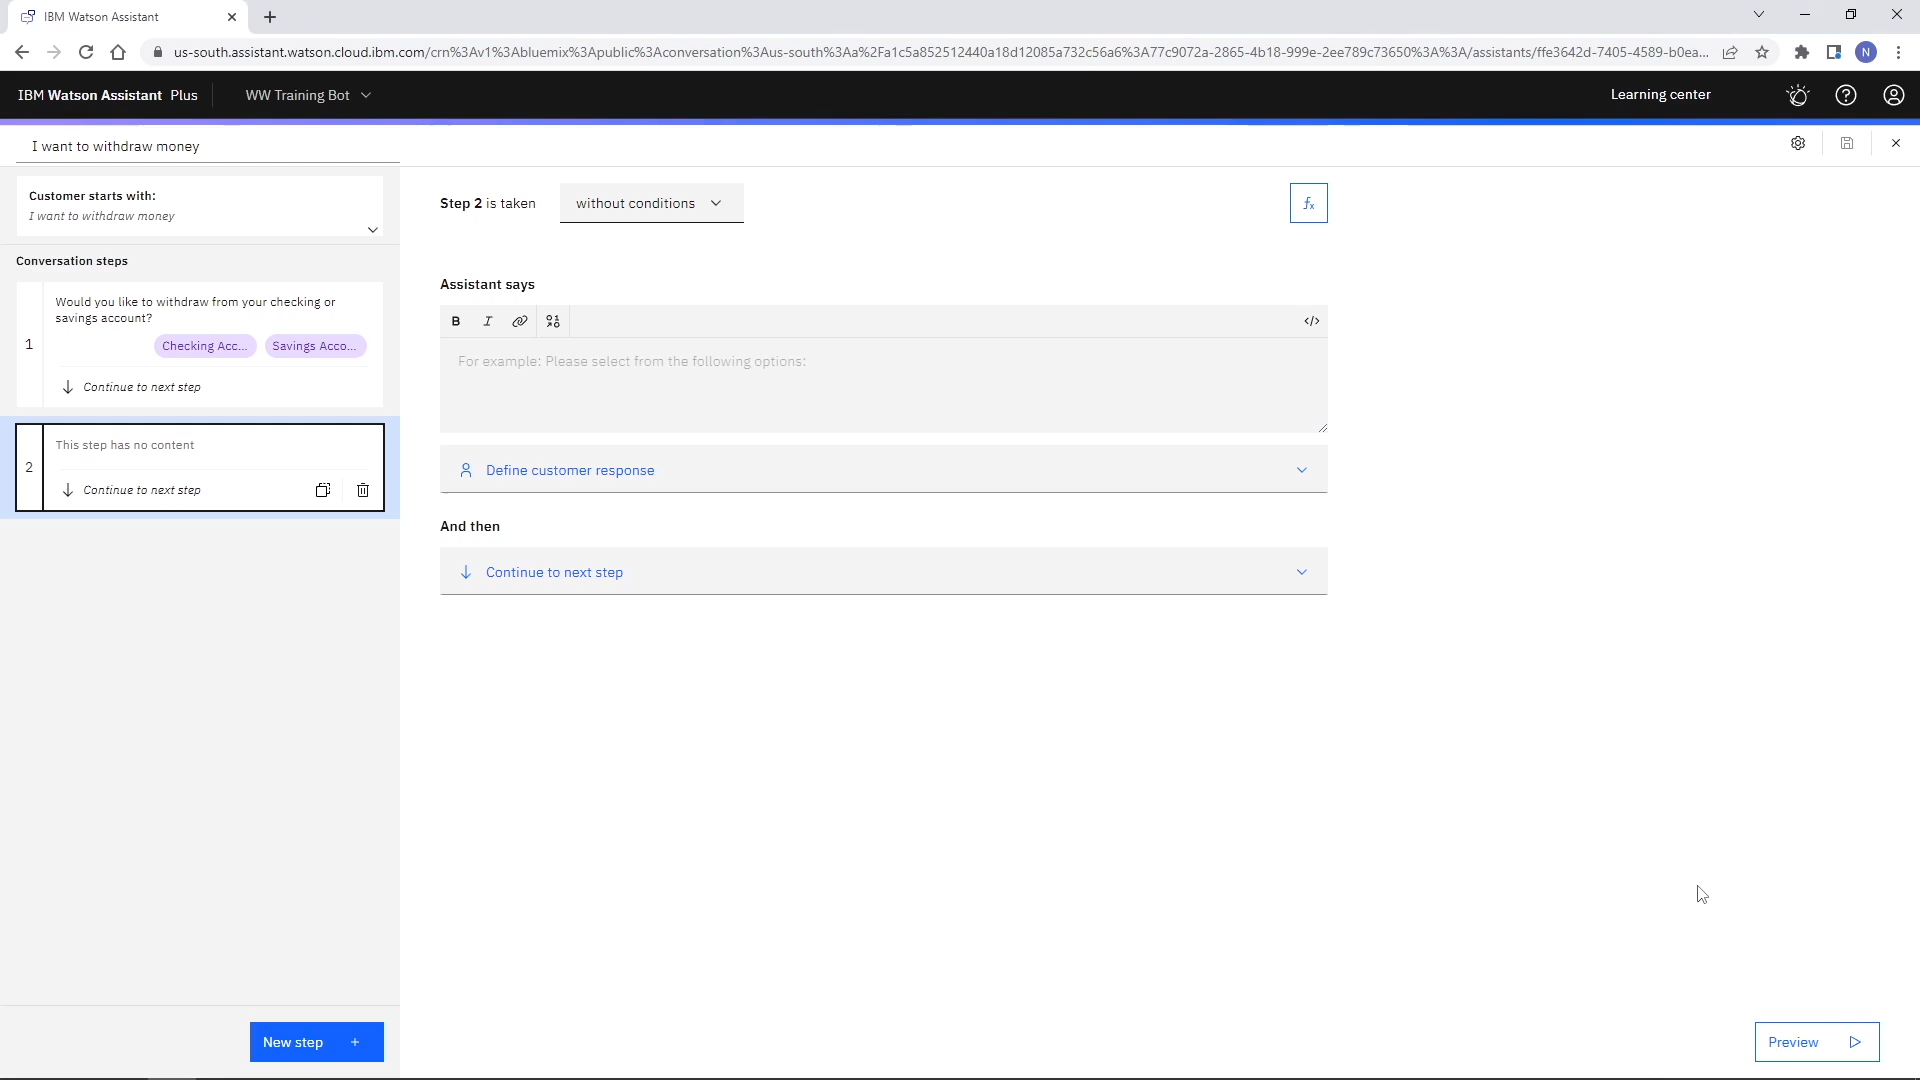 IBM Watson Assistant
us-south.assistant.watson.cloud.ibm.com/crn%3Av1%3Abluemix%3Apublic%3Aconversation%3Aus-south%3Aa%2Fa1c5a852512440a18d12085a732c56a6%3A77c9072a-2865-4b18-999e-2ee789c73650%3A%3A/assistants/ffe3642d-7405-4589-b0ea...
N
IBM Watson Assistant Plus
WW Training Bot
Learning center
I want to withdraw money
Customer starts with:
I want to withdraw money
Conversation steps
1
Would you like to withdraw from your checking or
savings account?
Checking Acc...
Savings Acco...
Continue to next step
2
This step has no content
Continue to next step
New step +
Step 2 is taken
without conditions
fx
Assistant says
B I </>
For example: Please select from the following options:
Define customer response
And then
Continue to next step
Preview